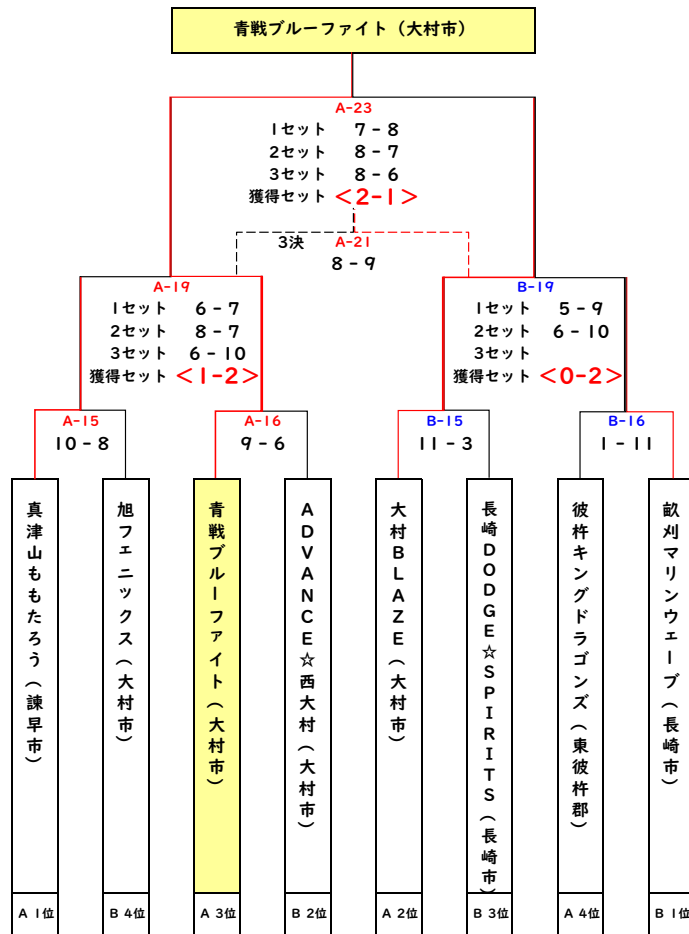 青戦ブルーファイト（大村市）
A-23
1セット 7 - 8
2セット 8 - 7
3セット 8 - 6
獲得セット <2-1>
3決 A-21
8 - 9
A-19
1セット 6 - 7
2セット 8 - 7
3セット 6 - 10
獲得セット <1-2>
B-19
1セット 5 - 9
2セット 6 - 10
3セット
獲得セット <0-2>
A-15
10 - 8
A-16
9 - 6
B-15
11 - 3
B-16
1 - 11
真津山ももたろう（諫早市）
旭フェニックス（大村市）
青戦ブルーファイト（大村市）
ADVANCE☆西大村（大村市）
大村BLAZE（大村市）
長崎DODGE☆SPIRITS（長崎市）
彼杵キングドラゴンズ（東彼杵郡）
畝刈マリンウェーブ（長崎市）
A 1位
B 4位
A 3位
B 2位
A 2位
B 3位
A 4位
B 1位